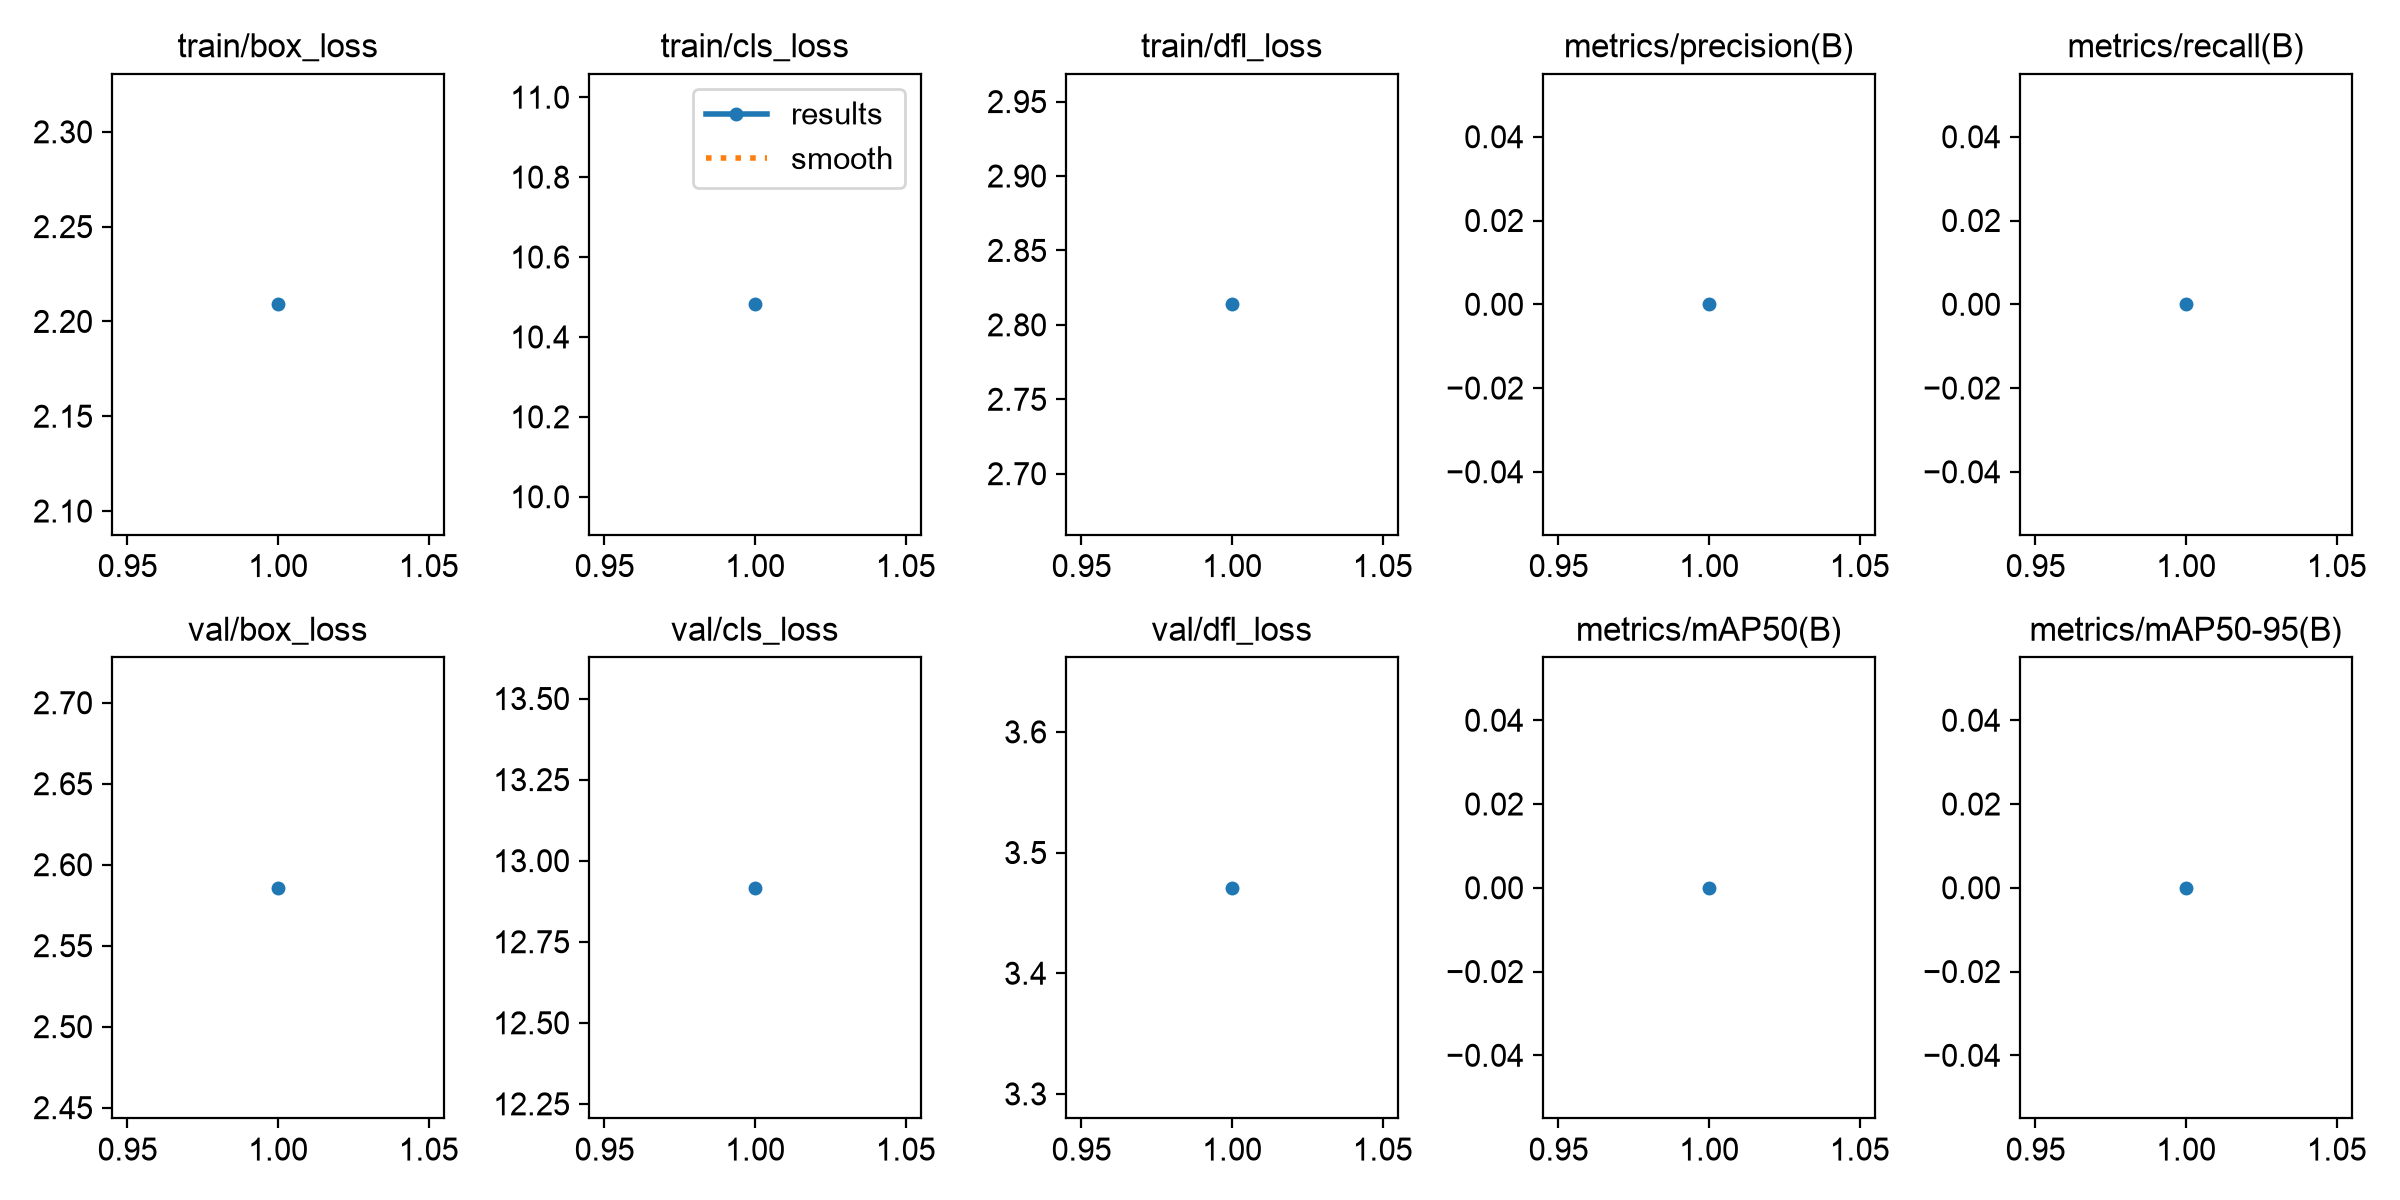 train/box_loss
2.30
2.25
2.20
2.15
2.10
0.95 1.00 1.05
train/cls_loss
results
smooth
11.0
10.8
10.6
10.4
10.2
10.0
0.95 1.00 1.05
train/dfl_loss
2.95
2.90
2.85
2.80
2.75
2.70
0.95 1.00 1.05
metrics/precision(B)
0.04
0.02
0.00
−0.02
−0.04
0.95 1.00 1.05
metrics/recall(B)
0.04
0.02
0.00
−0.02
−0.04
0.95 1.00 1.05
val/box_loss
2.70
2.65
2.60
2.55
2.50
2.45
0.95 1.00 1.05
val/cls_loss
13.50
13.25
13.00
12.75
12.50
12.25
0.95 1.00 1.05
val/dfl_loss
3.6
3.5
3.4
3.3
0.95 1.00 1.05
metrics/mAP50(B)
0.04
0.02
0.00
−0.02
−0.04
0.95 1.00 1.05
metrics/mAP50-95(B)
0.04
0.02
0.00
−0.02
−0.04
0.95 1.00 1.05